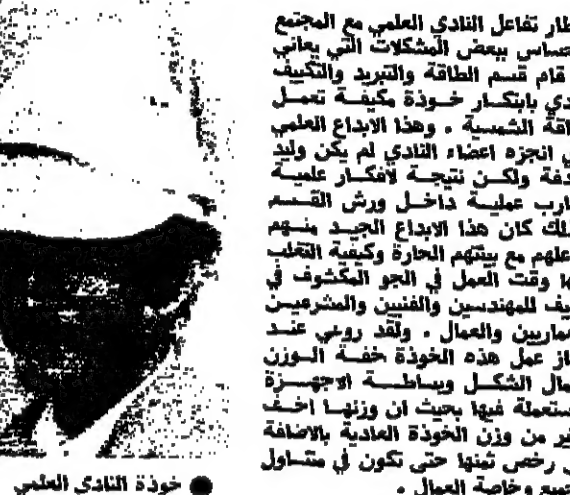 ظار تفاعل النادي العلمي مع المجتمع
حساس ببعض المشكلات التي يعاني
قام قسم الطاقة والتبريد والتكييف
دي بابتكار خوذة مكيفة تعمل
اقة الشمسية . وهذا الابداع العلمي
ي انجزه اعضاء النادي لم يكن وليد
دفة ولكن نتيجة لافكار علمية
ارب عملية داخل ورش القسم
لك كان هذا الابداع الجيد منهم
علهم مع بيئتهم الحارة وكيفية التغلب
ها وقت العمل في الجو المكشوف في
يف للمهندسين والفنيين والمشرعين
ماريين والعمال . ولقد روعي عند
از عمل هذه الخوذة خفة الوزن
مال الشكل وبساطة الاجهزة
ستعملة فيها بحيث ان وزنها اخف
ير من وزن الخوذة العادية بالاضافة
ى رخص ثمنها حتى تكون في متناول
جميع وخاصة العمال .
خوذة النادي العلمي